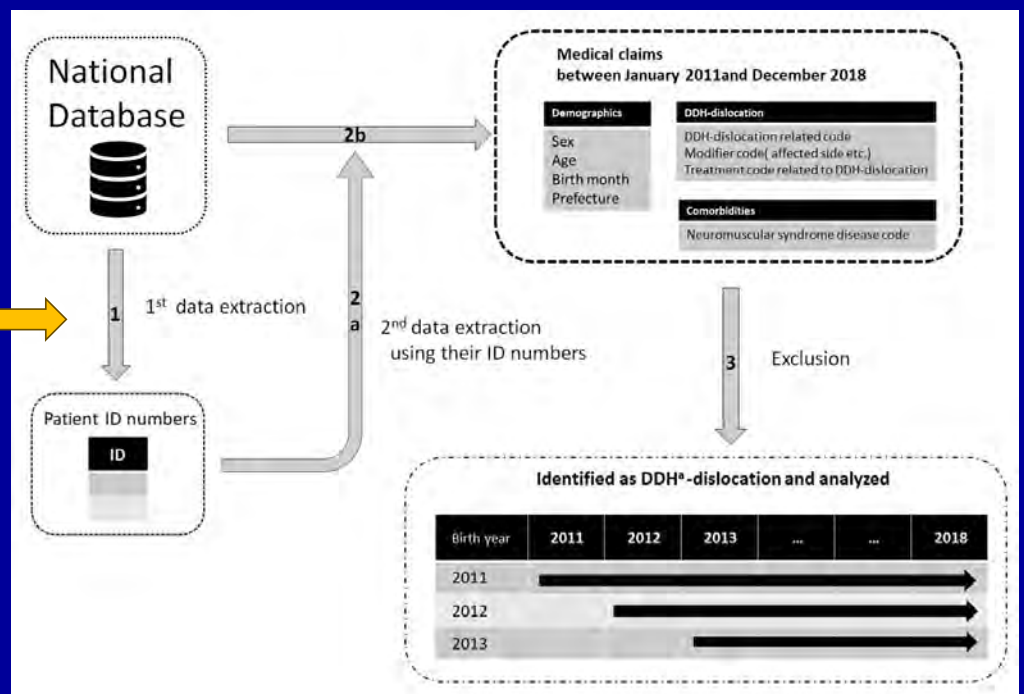 National
Database
Medical claims
between January 2011and December 2018
Demographics
Sex
Age
Birth month
Prefecture
DDH-dislocation
DDH-dislocation related code
Modifier code( affected side etc.)
Treatment code related to DDH-dislocation
Comorbidities
Neuromuscular syndrome disease code
2b
1
1st data extraction
2
a
2nd data extraction
using their ID numbers
3
Exclusion
Patient ID numbers
ID
Identified as DDHa-dislocation and analyzed
Birth year 2011 2012 2013 ... ... 2018
2011
2012
2013